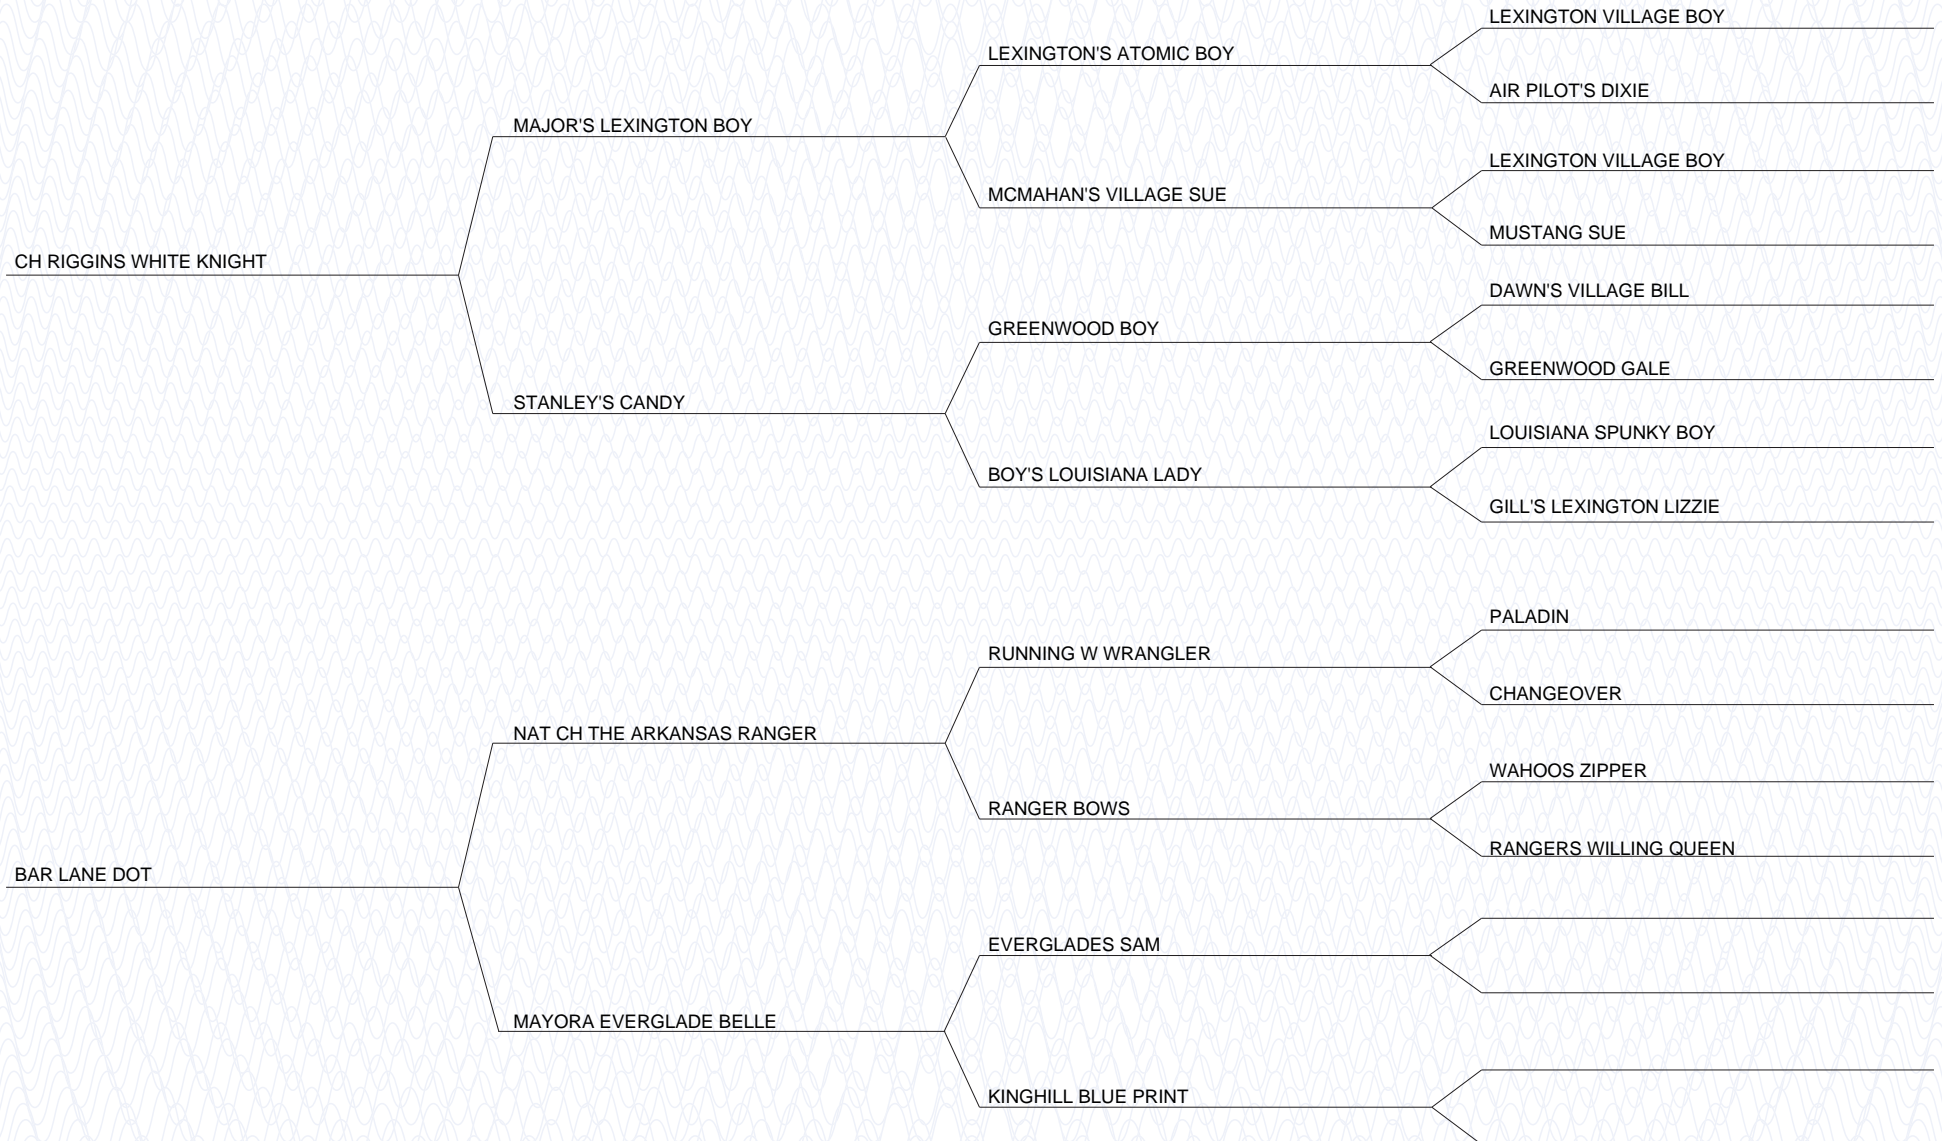 LEXINGTON VILLAGE BOY
LEXINGTON'S ATOMIC BOY
AIR PILOT'S DIXIE
MAJOR'S LEXINGTON BOY
LEXINGTON VILLAGE BOY
MCMAHAN'S VILLAGE SUE
MUSTANG SUE
CH RIGGINS WHITE KNIGHT
DAWN'S VILLAGE BILL
GREENWOOD BOY
GREENWOOD GALE
STANLEY'S CANDY
LOUISIANA SPUNKY BOY
BOY'S LOUISIANA LADY
GILL'S LEXINGTON LIZZIE
PALADIN
RUNNING W WRANGLER
CHANGEOVER
NAT CH THE ARKANSAS RANGER
WAHOOS ZIPPER
RANGER BOWS
RANGERS WILLING QUEEN
BAR LANE DOT
EVERGLADES SAM
MAYORA EVERGLADE BELLE
KINGHILL BLUE PRINT